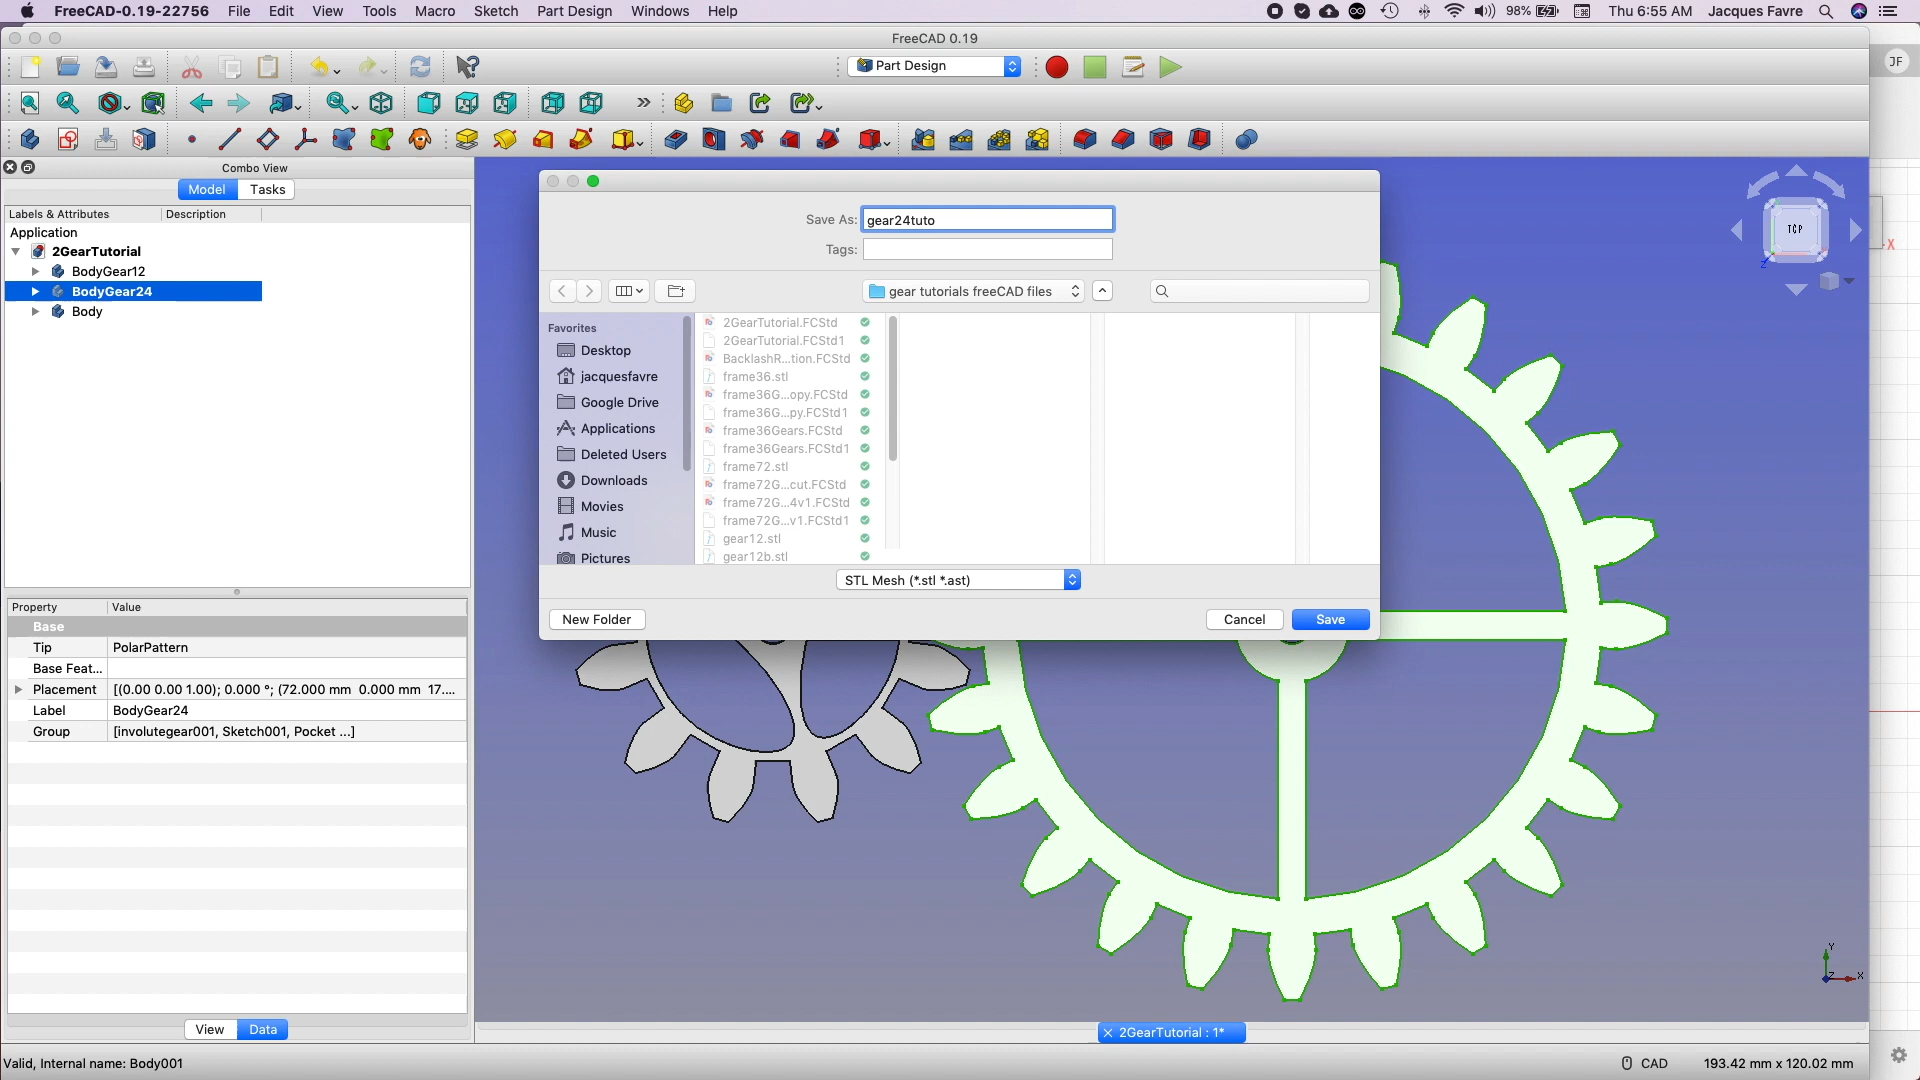 FreeCAD-0.19-22756 File Edit View Tools Macro Sketch Part Design Windows Help 98% Thu 6:55 AM Jacques Favre
FreeCAD 0.19
Part Design
JF
Combo View
Model Tasks
Labels & Attributes Description
Application
2GearTutorial
BodyGear12
BodyGear24
Body
Save As: gear24tuto
Tags:
gear tutorials freeCAD files
Favorites
Desktop
jacquesfavre
Google Drive
Applications
Deleted Users
Downloads
Movies
Music
Pictures
2GearTutorial.FCStd
2GearTutorial.FCStd1
BacklashR...tion.FCStd
frame36.stl
frame36G...opy.FCStd
frame36G...py.FCStd1
frame36Gears.FCStd
frame36Gears.FCStd1
frame72.stl
frame72G...cut.FCStd
frame72G...4v1.FCStd
frame72G...v1.FCStd1
gear12.stl
gear12b.stl
STL Mesh (*.stl *.ast)
New Folder Cancel Save
TOP
Z
X
Property Value
Base
Tip PolarPattern
Base Feat...
Placement [(0.00 0.00 1.00); 0.000 °; (72.000 mm 0.000 mm 17....
Label BodyGear24
Group [involutegear001, Sketch001, Pocket ...]
Y
Z X
View Data
2GearTutorial : 1*
Valid, Internal name: Body001 CAD 193.42 mm x 120.02 mm